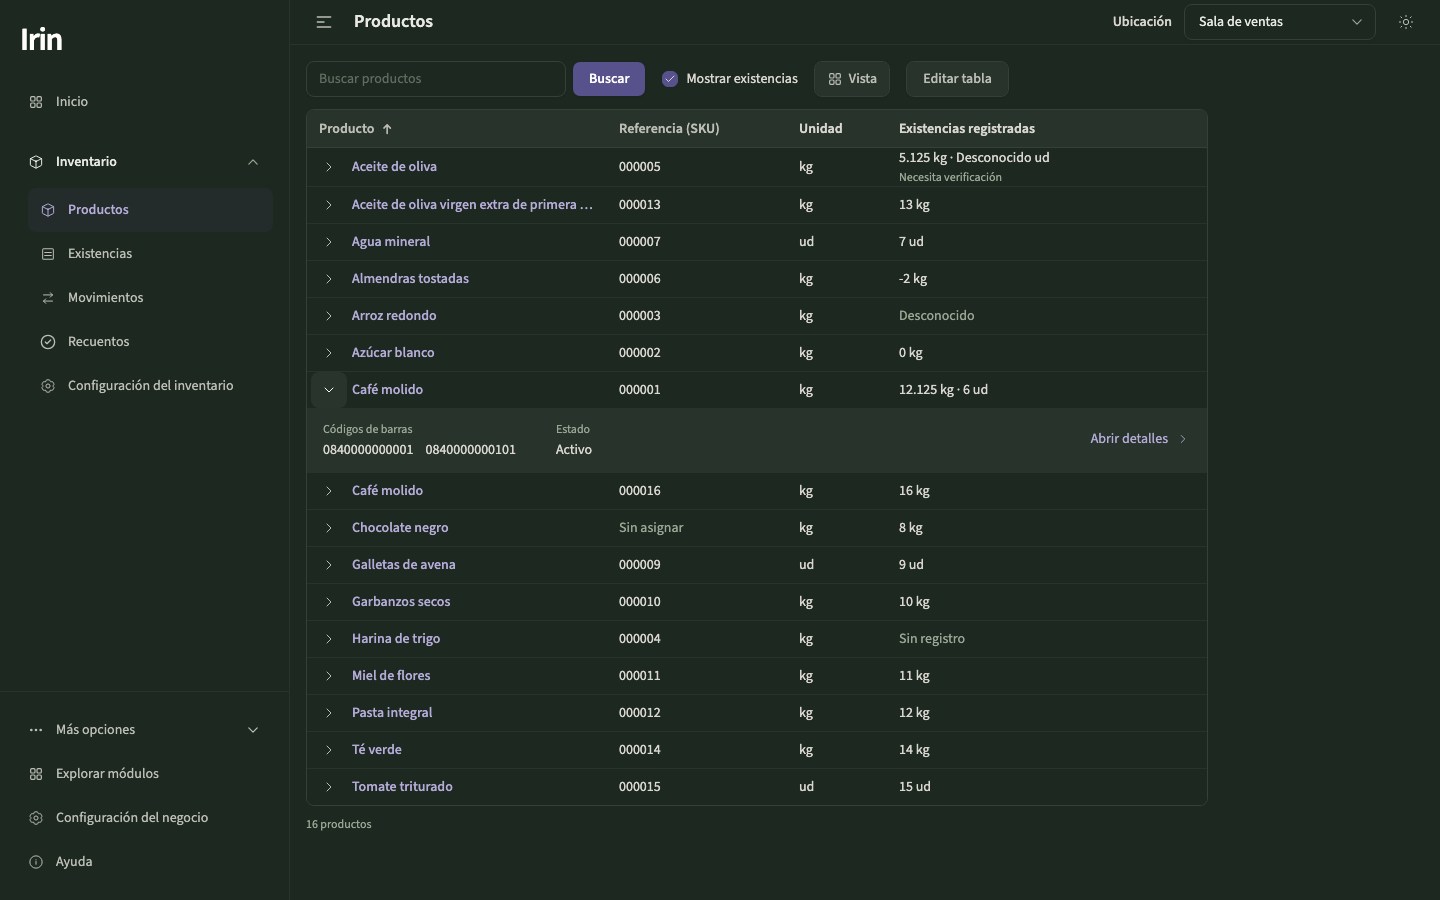 Irin
Productos
Ubicación
Sala de ventas
Inicio
Inventario
Productos
Existencias
Movimientos
Recuentos
Configuración del inventario
Más opciones
Explorar módulos
Configuración del negocio
Ayuda
Buscar productos
Buscar
Mostrar existencias
Vista
Editar tabla
Producto Referencia (SKU) Unidad Existencias registradas
Aceite de oliva 000005 kg 5.125 kg · Desconocido ud
Necesita verificación
Aceite de oliva virgen extra de primera … 000013 kg 13 kg
Agua mineral 000007 ud 7 ud
Almendras tostadas 000006 kg -2 kg
Arroz redondo 000003 kg Desconocido
Azúcar blanco 000002 kg 0 kg
Café molido 000001 kg 12.125 kg · 6 ud
Códigos de barras Estado
0840000000001 0840000000101 Activo
Abrir detalles
Café molido 000016 kg 16 kg
Chocolate negro Sin asignar kg 8 kg
Galletas de avena 000009 ud 9 ud
Garbanzos secos 000010 kg 10 kg
Harina de trigo 000004 kg Sin registro
Miel de flores 000011 kg 11 kg
Pasta integral 000012 kg 12 kg
Té verde 000014 kg 14 kg
Tomate triturado 000015 ud 15 ud
16 productos